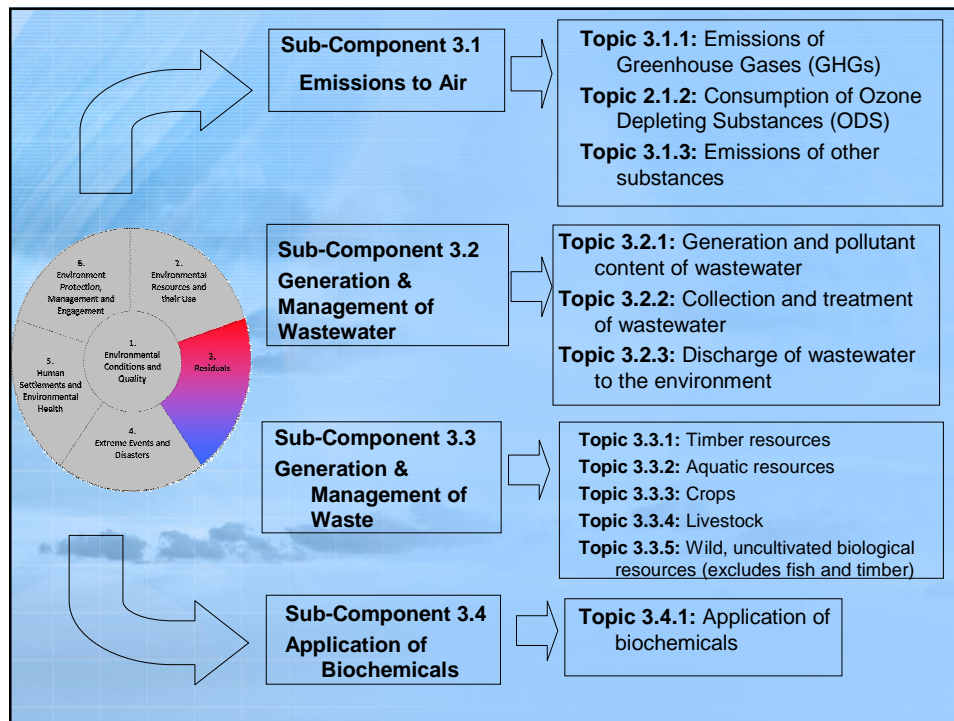 Sub-Component 3.1
Emissions to Air
Topic 3.1.1: Emissions of
Greenhouse Gases (GHGs)
Topic 2.1.2: Consumption of Ozone
Depleting Substances (ODS)
Topic 3.1.3: Emissions of other
substances
6.
Environment
Protection,
Management and
Engagement
2.
Environmental
Resources and
their Use
1.
Environmental
Conditions and
Quality
3.
Residuals
5.
Human
Settlements and
Environmental
Health
4.
Extreme Events and
Disasters
Sub-Component 3.2
Generation &
Management of
Wastewater
Topic 3.2.1: Generation and pollutant
content of wastewater
Topic 3.2.2: Collection and treatment
of wastewater
Topic 3.2.3: Discharge of wastewater
to the environment
Sub-Component 3.3
Generation &
Management of
Waste
Topic 3.3.1: Timber resources
Topic 3.3.2: Aquatic resources
Topic 3.3.3: Crops
Topic 3.3.4: Livestock
Topic 3.3.5: Wild, uncultivated biological
resources (excludes fish and timber)
Sub-Component 3.4
Application of
Biochemicals
Topic 3.4.1: Application of
biochemicals